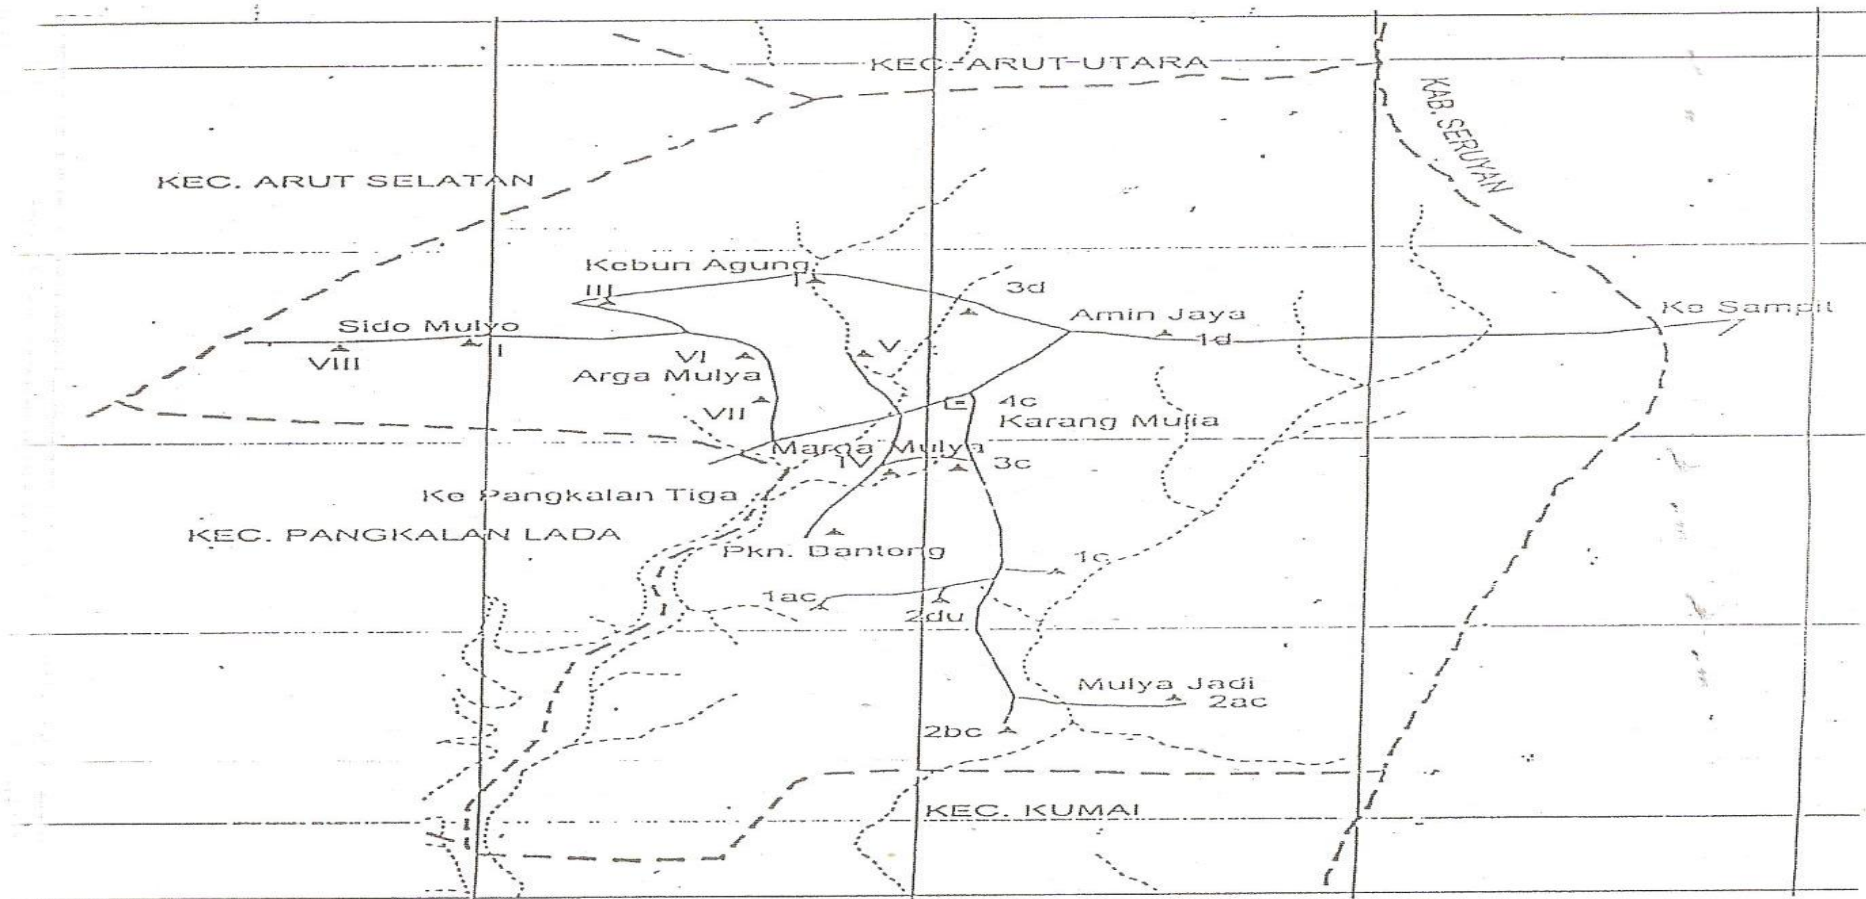 KEC. ARUT UTARA
KAB. SERUYAN
KEC. ARUT SELATAN
Kebun Agung
III
I
3d
Amin Jaya
Ke Sampit
Sido Mulyo
I
VIII
1d
VI
V
Arga Mulya
VII
4c
Karang Mulia
Marga Mulya
IV
3c
Ke Pangkalan Tiga
KEC. PANGKALAN LADA
Pkn. Bantong
1c
1ac
2du
Mulya Jadi
2ac
2bc
KEC. KUMAI